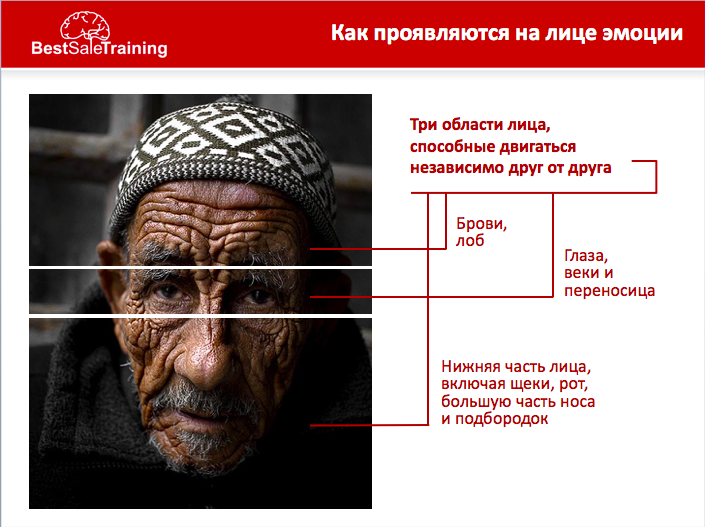 BestSaleTraining
Как проявляются на лице эмоции
Три области лица,
способные двигаться
независимо друг от друга
Брови,
лоб
Глаза,
веки и
переносица
Нижняя часть лица,
включая щеки, рот,
большую часть носа
и подбородок